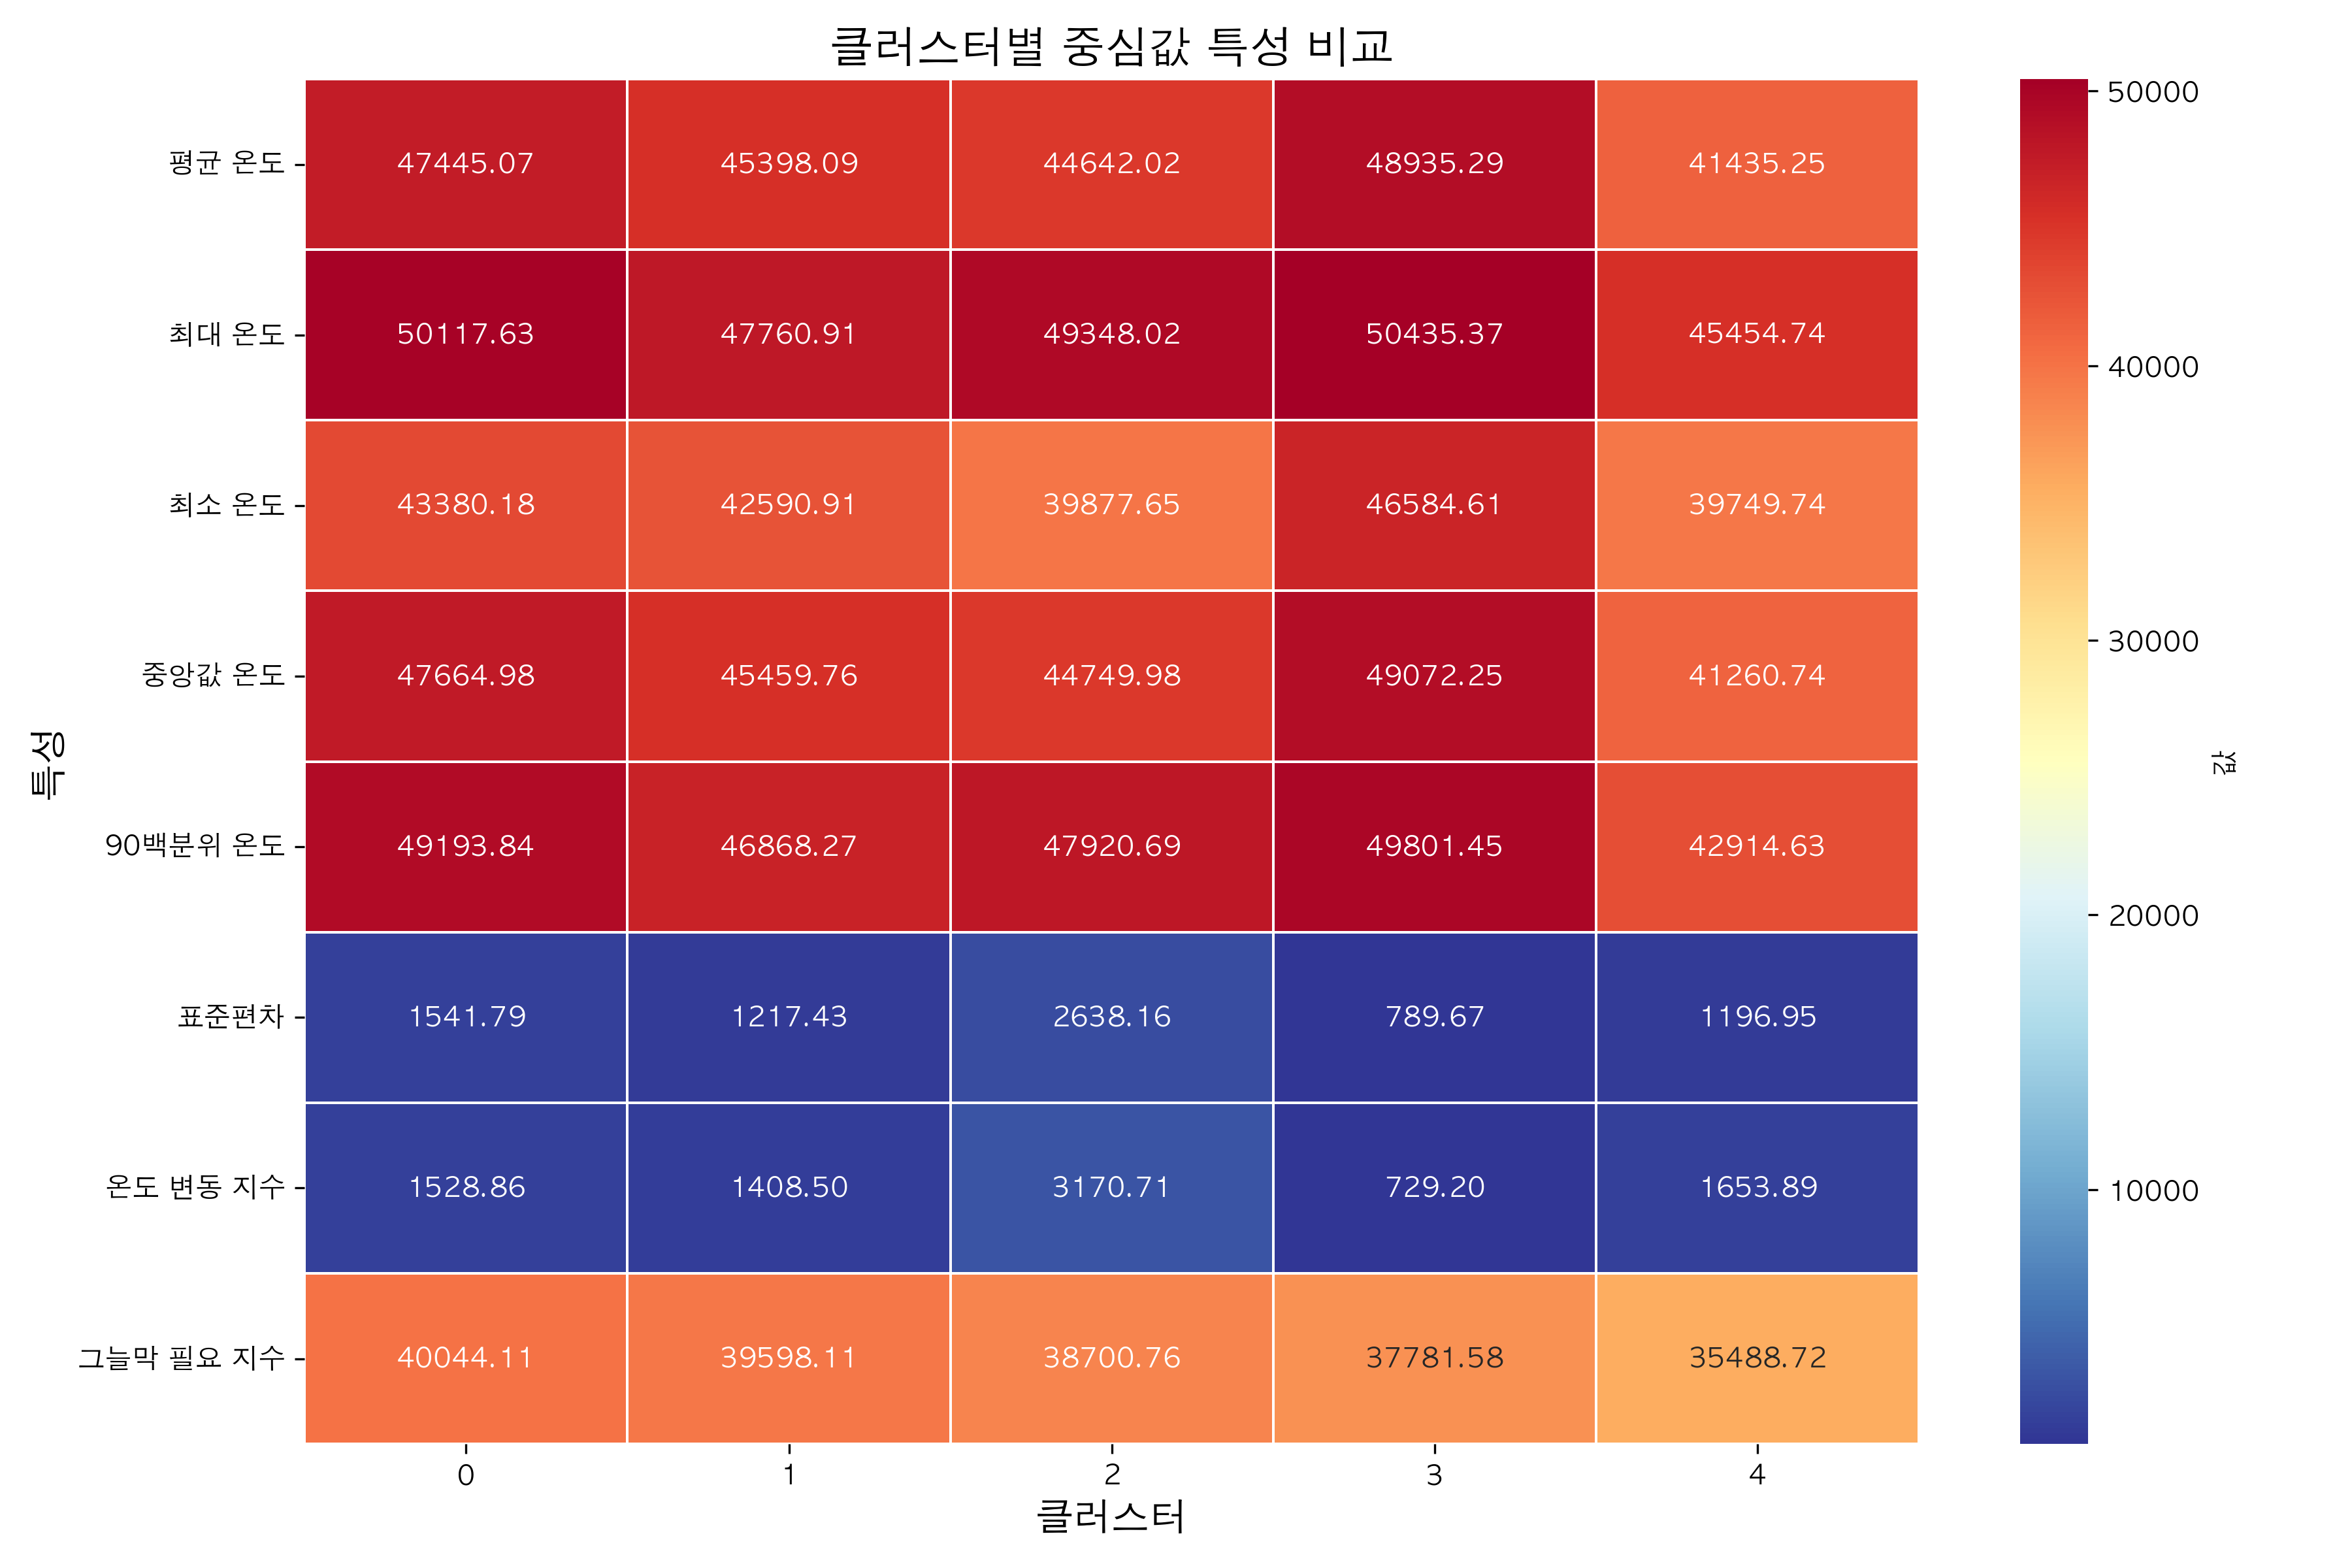 클러스터별 중심값 특성 비교
평균 온도 47445.07 45398.09 44642.02 48935.29 41435.25
최대 온도 50117.63 47760.91 49348.02 50435.37 45454.74
최소 온도 43380.18 42590.91 39877.65 46584.61 39749.74
중앙값 온도 47664.98 45459.76 44749.98 49072.25 41260.74
90백분위 온도 49193.84 46868.27 47920.69 49801.45 42914.63
표준편차 1541.79 1217.43 2638.16 789.67 1196.95
온도 변동 지수 1528.86 1408.50 3170.71 729.20 1653.89
그늘막 필요 지수 40044.11 39598.11 38700.76 37781.58 35488.72
0 1 2 3 4
클러스터
특성
50000
40000
30000
20000
10000
값